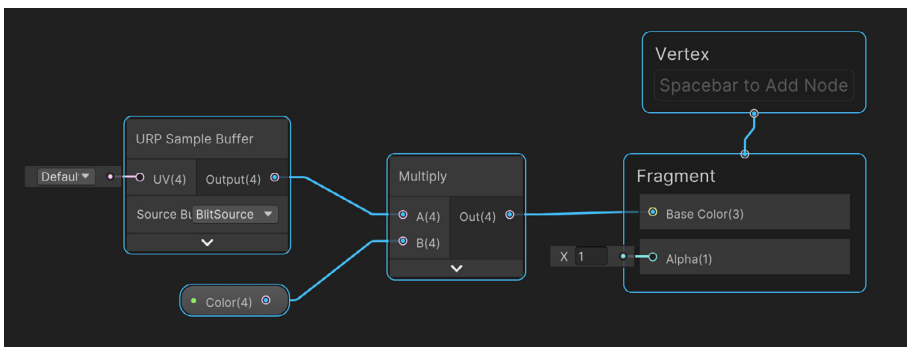 Vertex
Spacebar to Add Node
URP Sample Buffer
Defaul UV(4) Output(4)
Source Bu BlitSource
Multiply
A(4) Out(4)
B(4)
Color(4)
Fragment
Base Color(3)
X 1 Alpha(1)